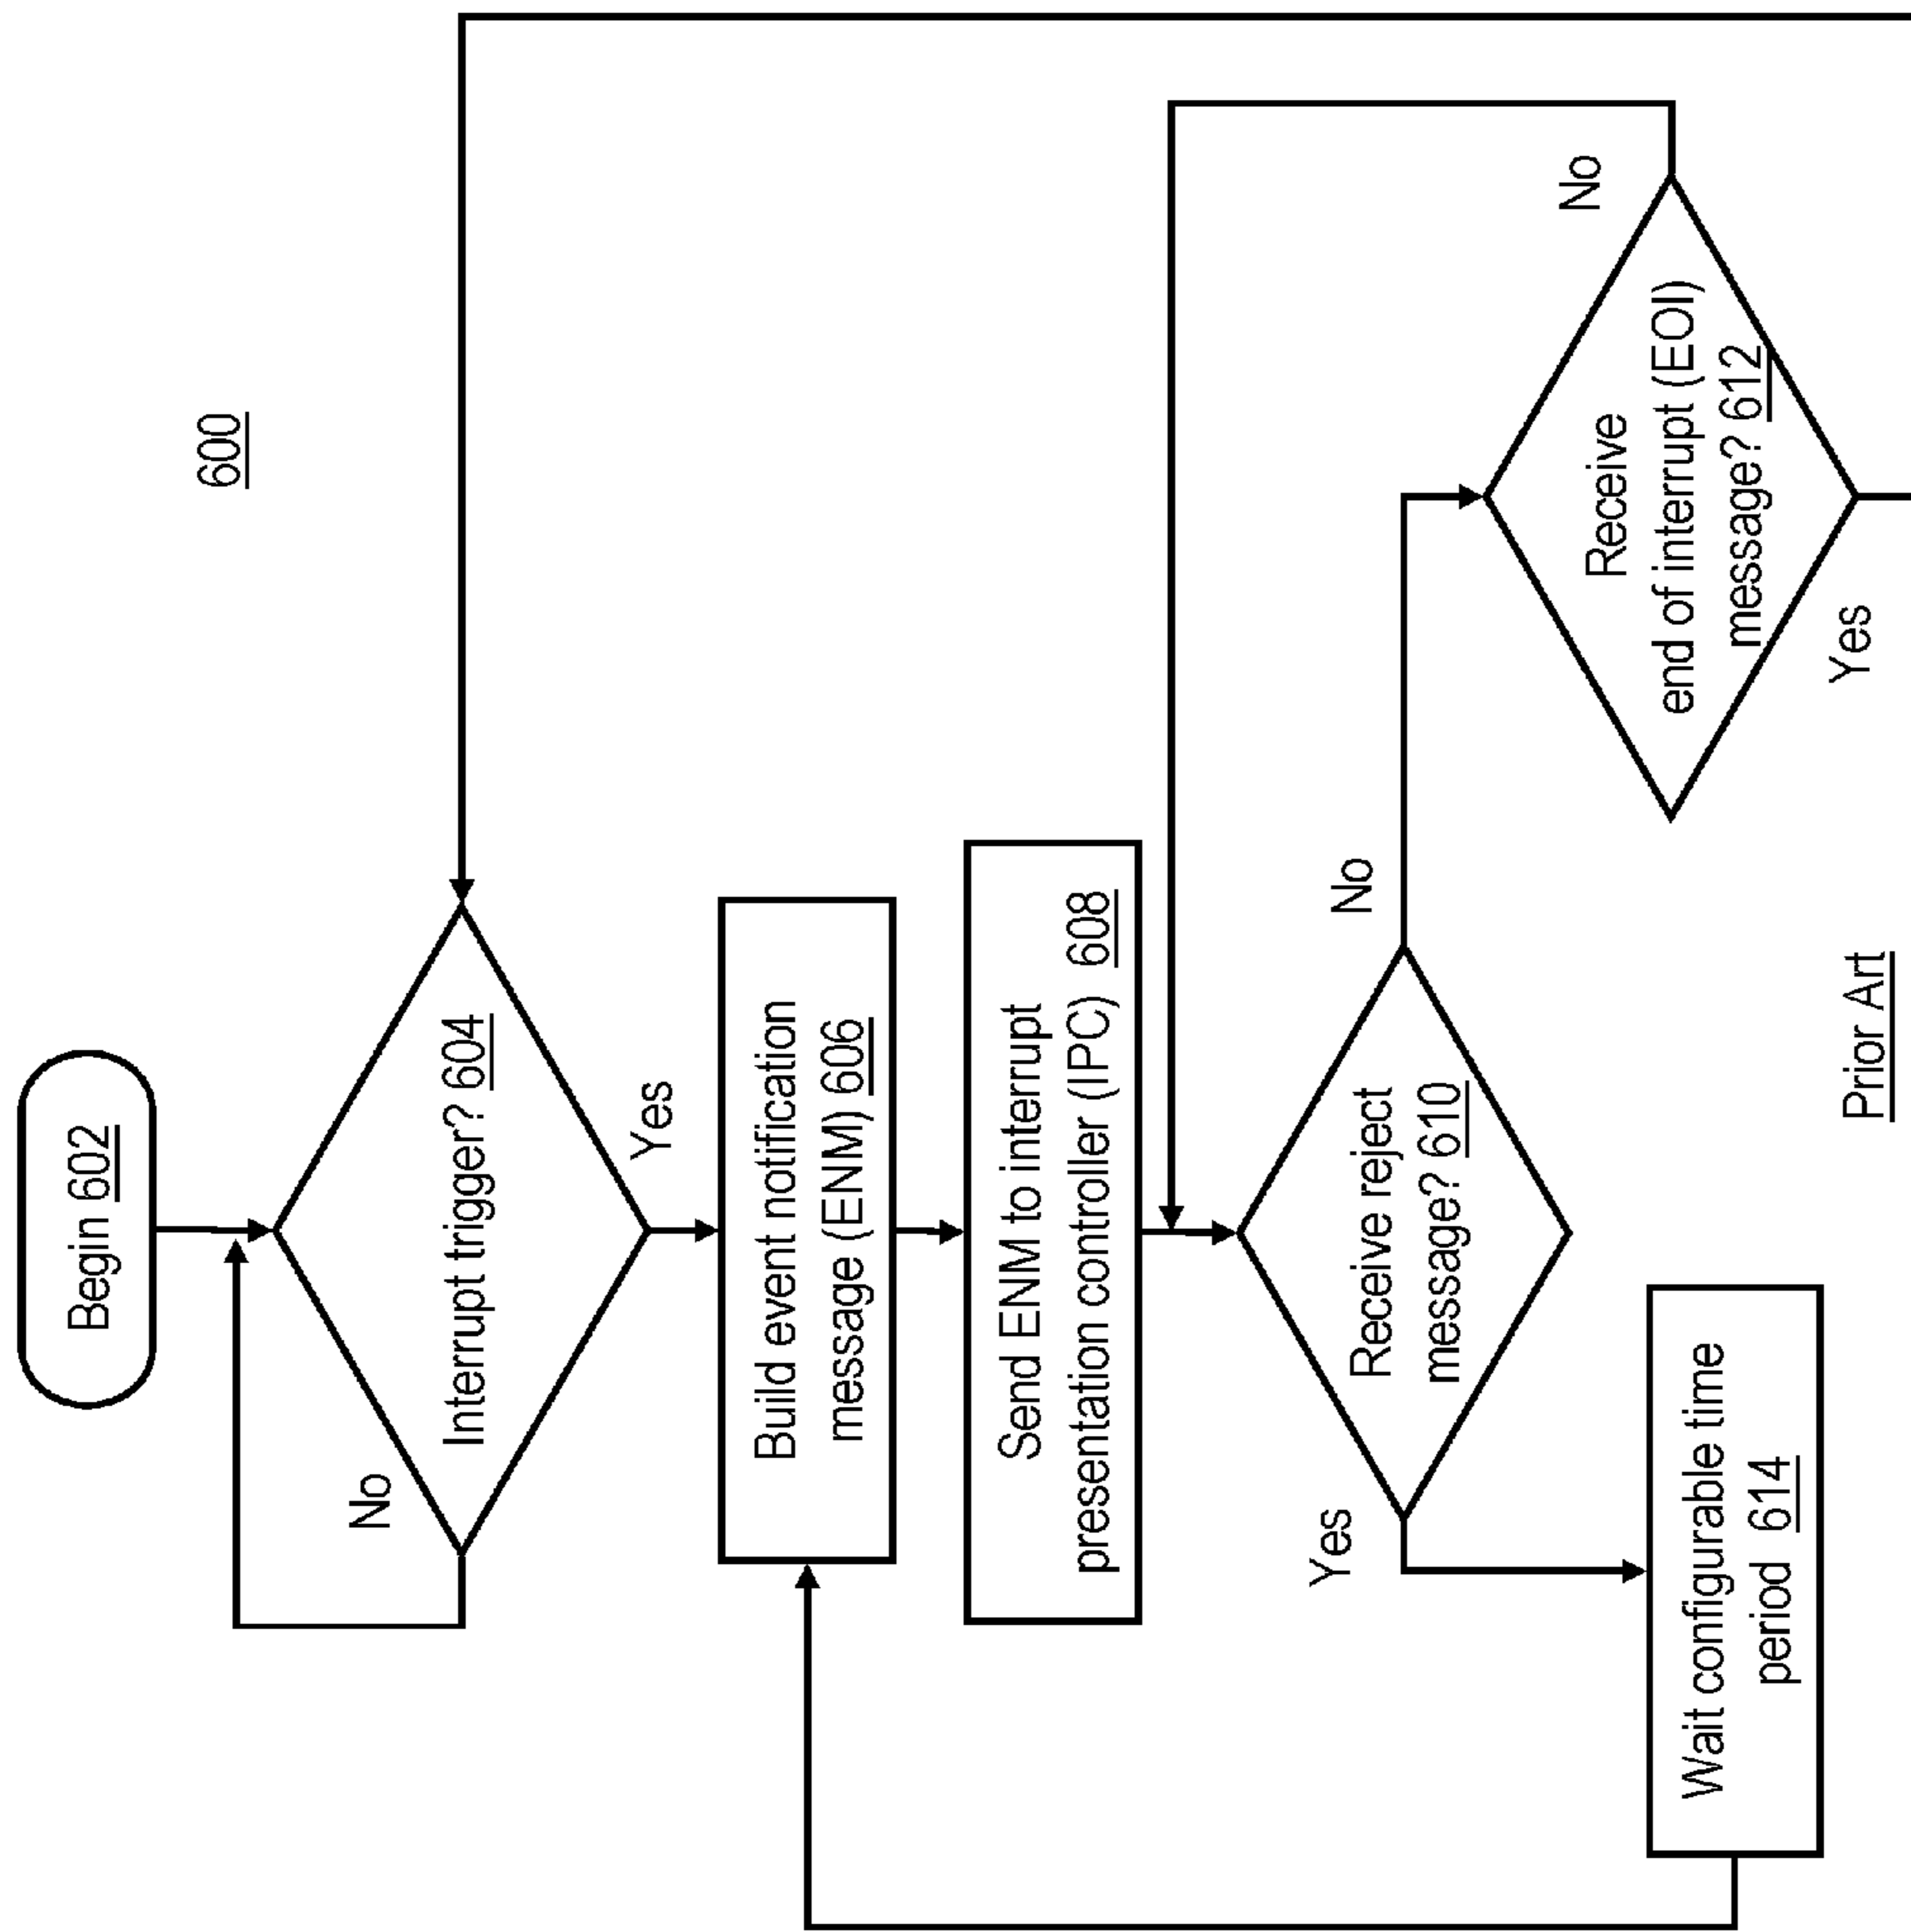 600
Begin 602
Interrupt trigger? 604
No
Yes
Build event notification
message (ENM) 606
Send ENM to interrupt
presentation controller (IPC) 608
Receive reject
message? 610
Yes
No
Receive
end of interrupt (EOI)
message? 612
No
Yes
Wait configurable time
period 614
Prior Art